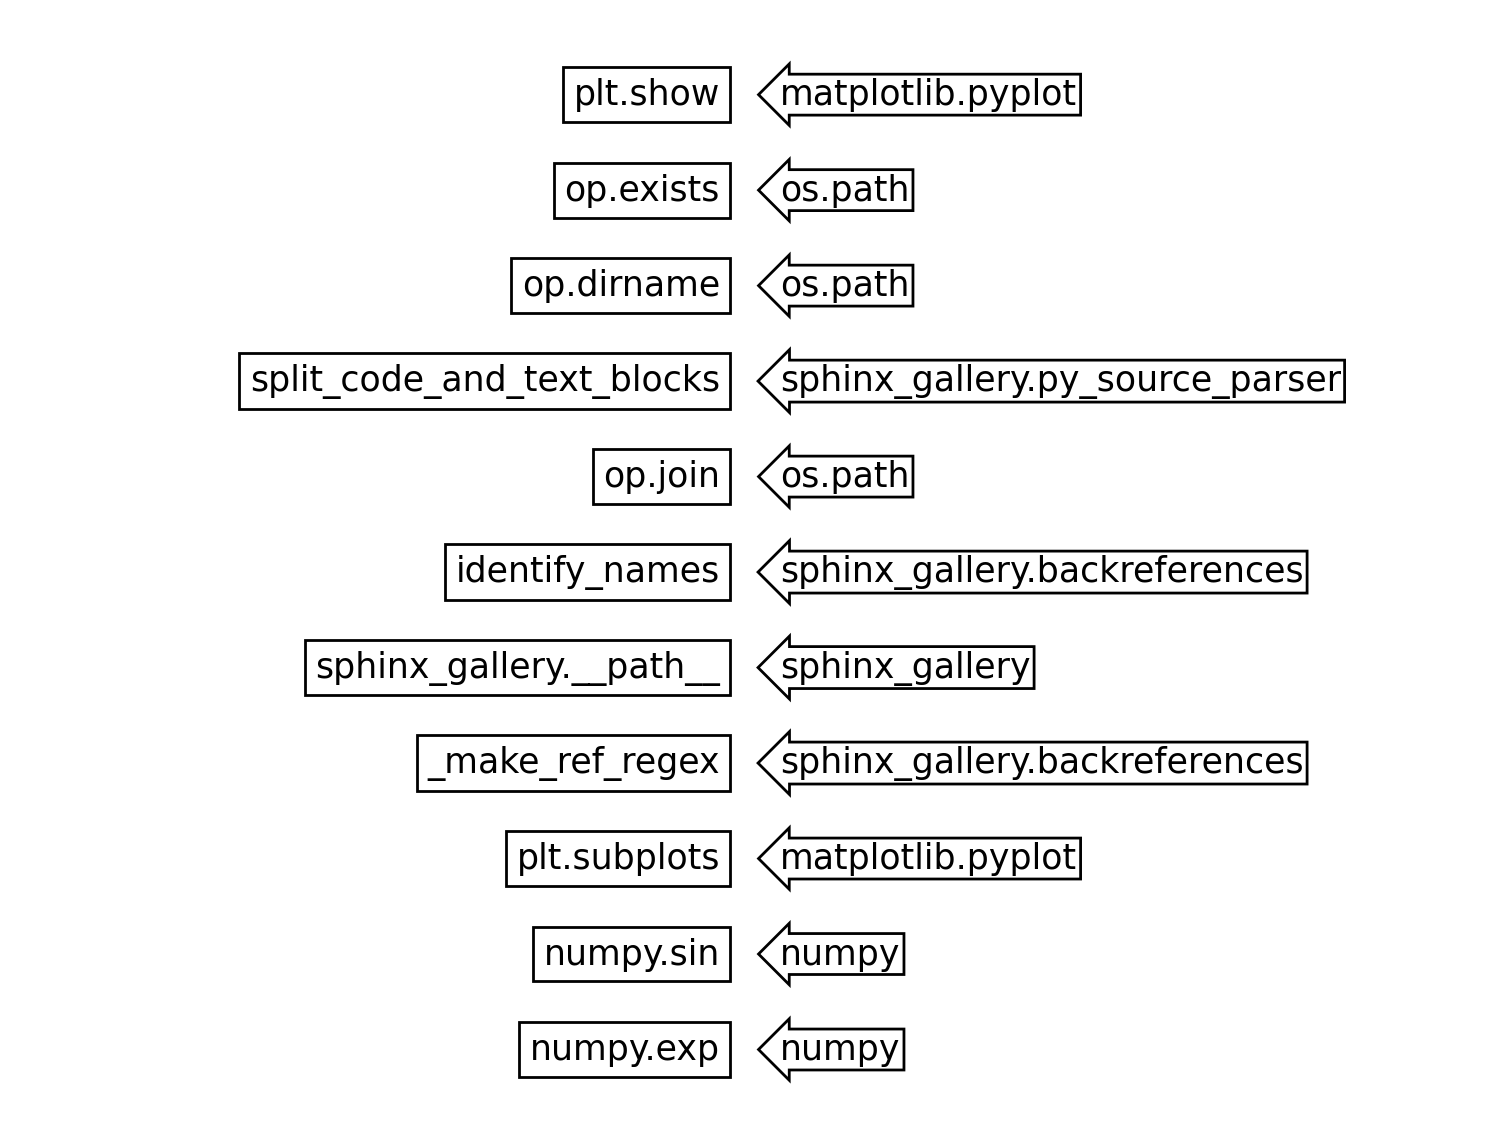 plt.show matplotlib.pyplot
op.exists os.path
op.dirname os.path
split_code_and_text_blocks sphinx_gallery.py_source_parser
op.join os.path
identify_names sphinx_gallery.backreferences
sphinx_gallery.__path__ sphinx_gallery
_make_ref_regex sphinx_gallery.backreferences
plt.subplots matplotlib.pyplot
numpy.sin numpy
numpy.exp numpy